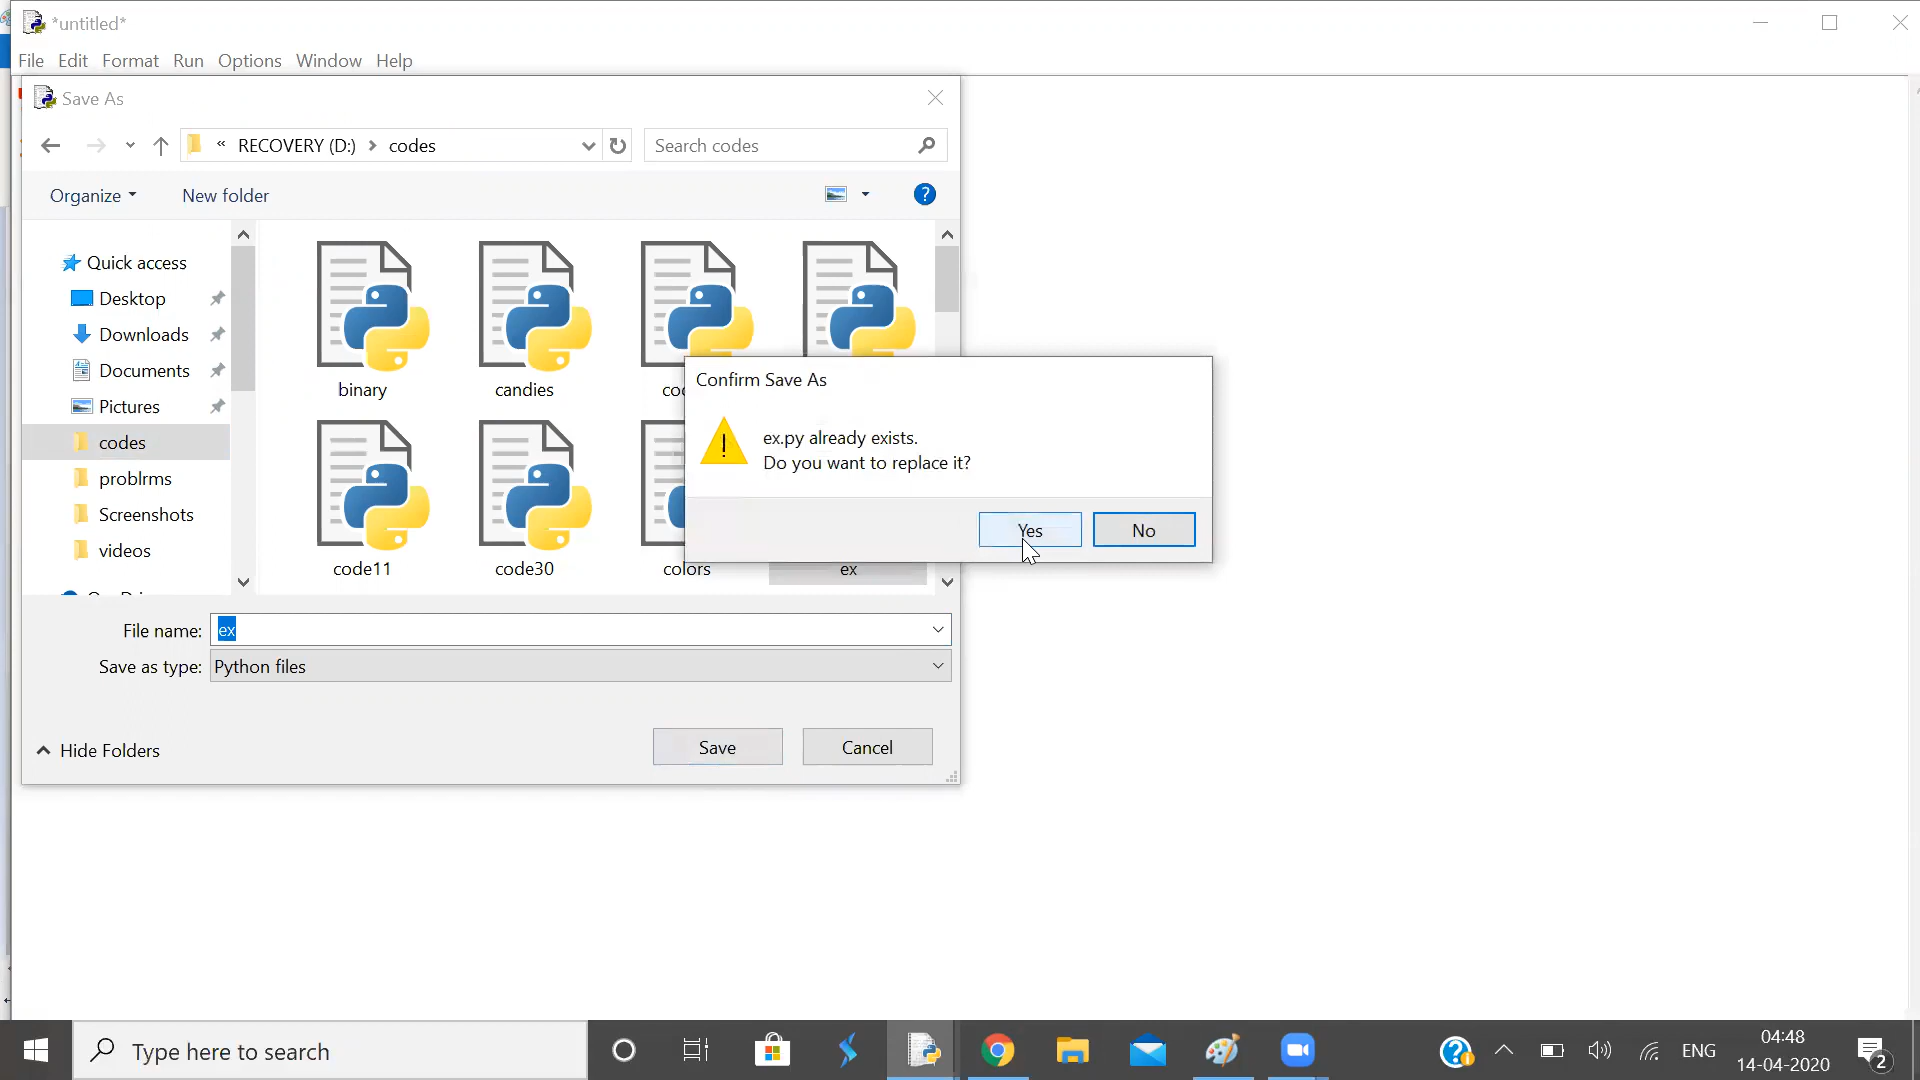 *untitled*
File Edit Format Run Options Window Help
Save As
« RECOVERY (D:) > codes
Search codes
Organize
New folder
Quick access
Desktop
Downloads
Documents
Pictures
codes
problrms
Screenshots
videos
binary
candies
code11
code30
colors
ex
Confirm Save As
ex.py already exists.
Do you want to replace it?
Yes
No
File name: ex
Save as type: Python files
Hide Folders
Save
Cancel
Type here to search
ENG
04:48
14-04-2020
2